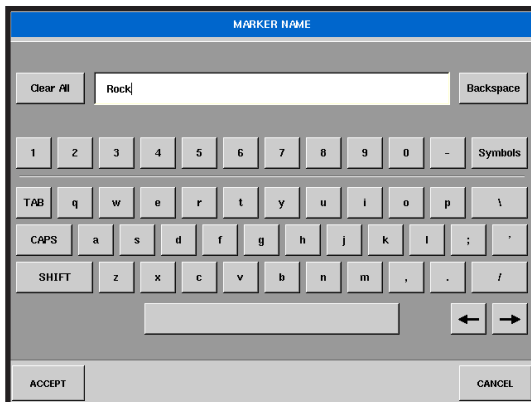 MARKER NAME
Clear All Rock Backspace
1 2 3 4 5 6 7 8 9 0 - Symbols
TAB q w e r t y u i o p \
CAPS a s d f g h j k l ; '
SHIFT z x c v b n m , . /
ACCEPT CANCEL